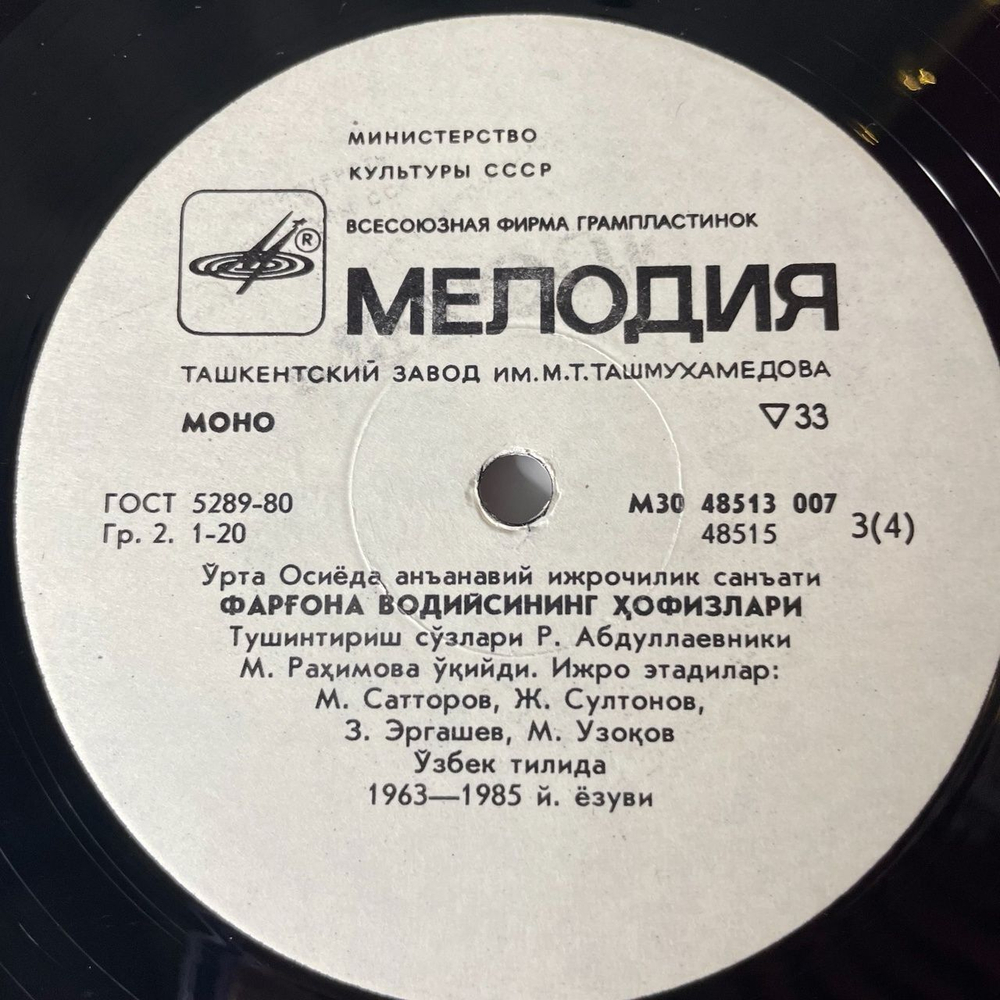 МИНИСТЕРСТВО
КУЛЬТУРЫ СССР
ВСЕСОЮЗНАЯ ФИРМА ГРАМПЛАСТИНОК
®
МЕЛОДИЯ
ТАШКЕНТСКИЙ ЗАВОД ИМ.М.Т.ТАШМУХАМЕДОВА
МОНО ▽33
ГОСТ 5289-80 М30 48513 007
Гр. 2. 1-20 48515 3(4)
Ўрта Осиёда анъанавий ижрочилик санъати
ФАРҒОНА ВОДИЙСИНИНГ ҲОФИЗЛАРИ
Тушинтириш сўзлари Р. Абдуллаевники
М. Раҳимова ўқийди. Ижро этадилар:
М. Сатторов, Ж. Султонов,
З. Эргашев, М. Узоқов
Ўзбек тилида
1963—1985 й. ёзуви